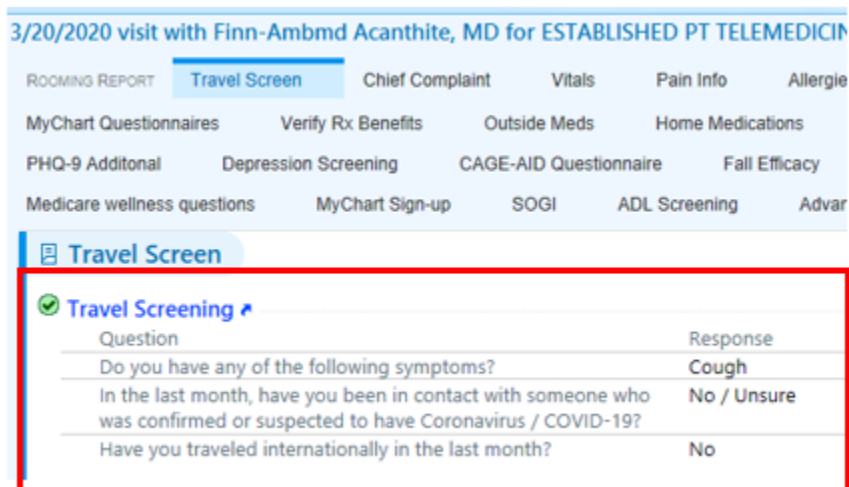 3/20/2020 visit with Finn-Ambmd Acanthite, MD for ESTABLISHED PT
ROOMING REPORT Travel Screen Chief Complaint Vitals Pain Info
MyChart Questionnaires Verify Rx Benefits Outside Meds Home Medications
PHQ-9 Additonal Depression Screening CAGE-AID Questionnaire Fall Efficacy
Medicare wellness questions MyChart Sign-up SOGI ADL Screening
Travel Screen
Travel Screening
Question Response
Do you have any of the following symptoms? Cough
In the last month, have you been in contact with someone who No / Unsure
was confirmed or suspected to have Coronavirus / COVID-19?
Have you traveled internationally in the last month? No